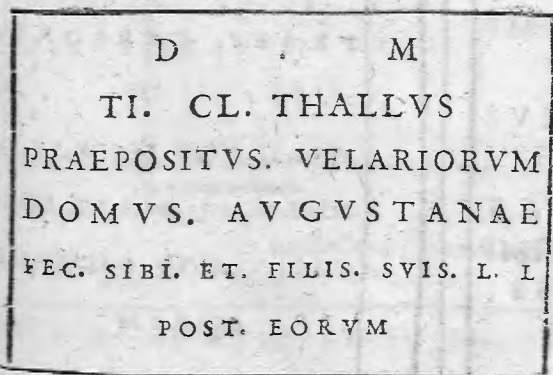 D . M
TI. CL. THALLVS
PRAEPOSITVS. VELARIORVM
DOMVS. AVGVSTANAE
FEC. SIBI. ET. FILIS. SVIS. L. L
POST. EORVM